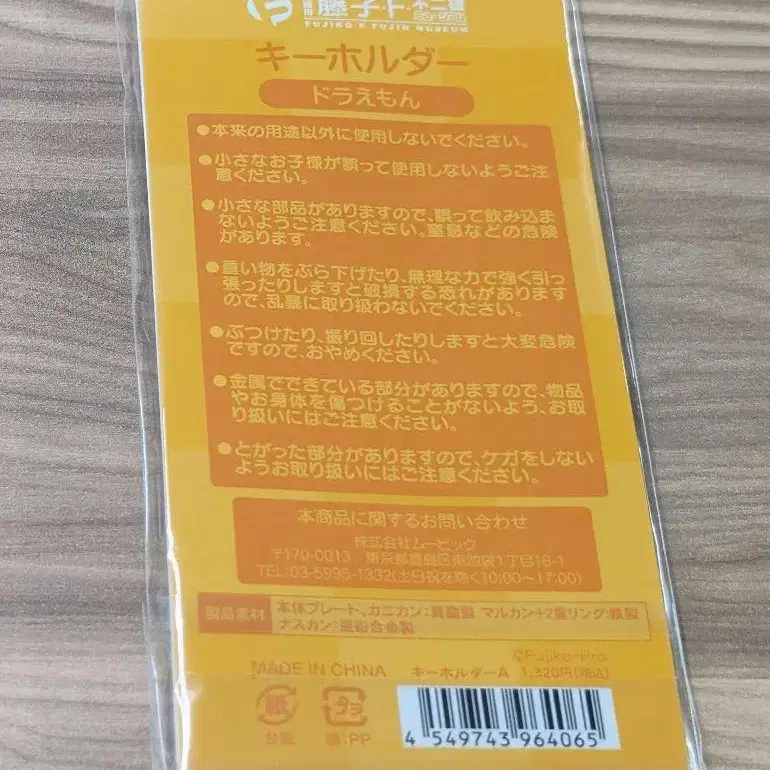 藤子・F・不二雄
ミュージアム
FUJIKO・F・FUJIO MUSEUM
キーホルダー
ドラえもん
●本来の用途以外に使用しないでください。
●小さなお子様が誤って使用しないようご注
意ください。
●小さな部品がありますので、誤って飲み込ま
ないようご注意ください。窒息などの危険
があります。
●重い物をぶら下げたり、無理な力で強く引っ
張ったりしますと破損する恐れがあります
ので、乱暴に取り扱わないでください。
●ぶつけたり、振り回したりしますと大変危険
ですので、おやめください。
●金属でできている部分がありますので、物品
やお身体を傷つけることがないよう、お取
り扱いにはご注意ください。
●とがった部分がありますので、ケガをしない
ようお取り扱いにはご注意ください。
本商品に関するお問い合わせ
株式会社ムービック
〒170-0013 東京都豊島区東池袋1丁目18-1
TEL:03-5995-1332(土日祝を除く10:00〜17:00)
製品素材 本体プレート、カニカン:真鍮製 マルカン+2重リング:鉄製
ナスカン:亜鉛合金製
©Fujiko-Pro
MADE IN CHINA キーホルダーA 1,320円(税込)
紙 プラ
台紙 袋:PP
4 549743 964065